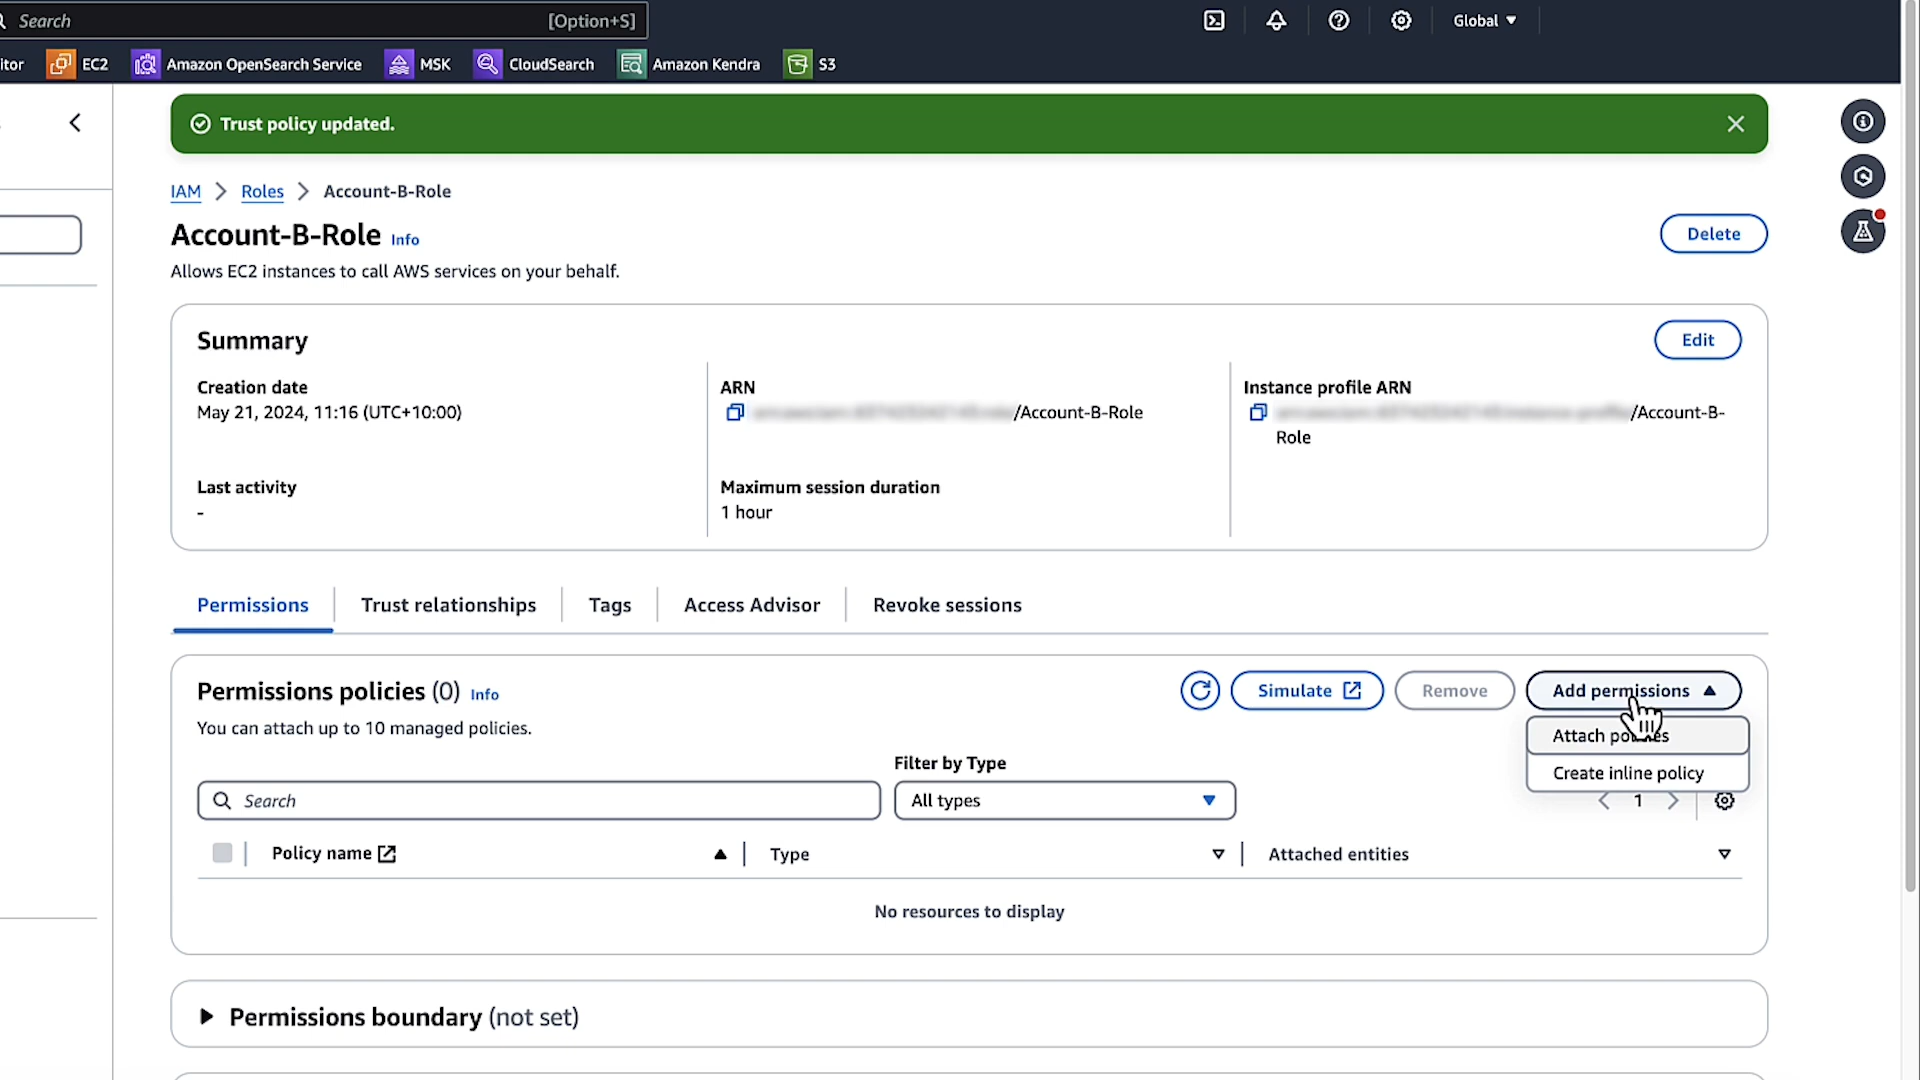 Search [Option+S] Global
itor EC2 Amazon OpenSearch Service MSK CloudSearch Amazon Kendra S3
Trust policy updated.
IAM Roles Account-B-Role
Account-B-Role Info Delete
Allows EC2 instances to call AWS services on your behalf.
Summary Edit
Creation date ARN Instance profile ARN
May 21, 2024, 11:16 (UTC+10:00) /Account-B-Role /Account-B-
Role
Last activity Maximum session duration
- 1 hour
Permissions Trust relationships Tags Access Advisor Revoke sessions
Permissions policies (0) Info Simulate Remove Add permissions
You can attach up to 10 managed policies. Attach policies
Filter by Type Create inline policy
Search All types 1
Policy name Type Attached entities
No resources to display
Permissions boundary (not set)